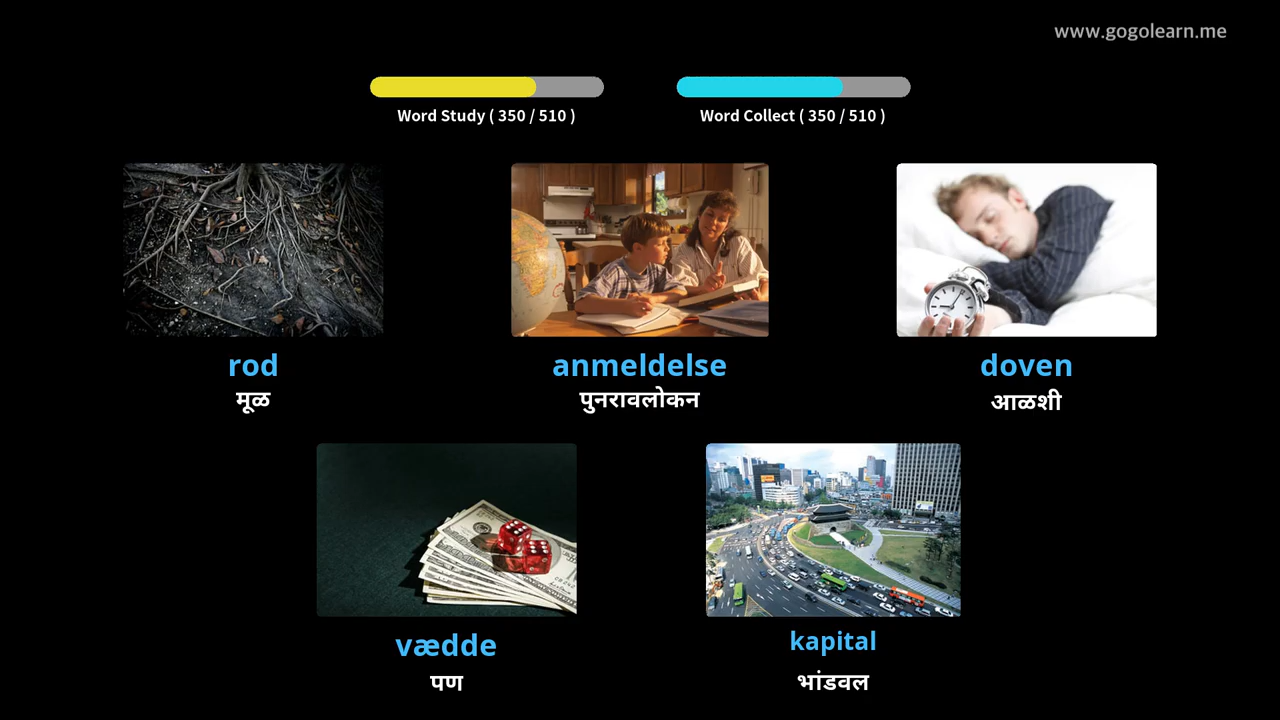 www.gogolearn.me
Word Study ( 350 / 510 )
Word Collect ( 350 / 510 )
rod
मूळ
anmeldelse
पुनरावलोकन
doven
आळशी
vædde
पण
kapital
भांडवल